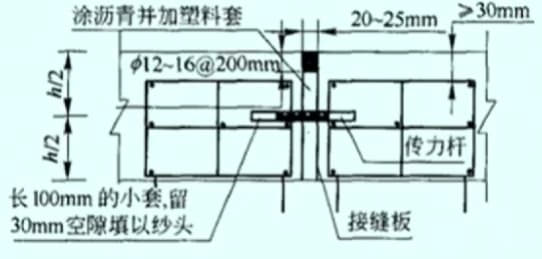 涂沥青并加塑料套
20~25mm
≥30mm
ϕ12~16@200mm
h/2
h/2
传力杆
长100mm的小套,留
30mm空隙填以纱头
接缝板